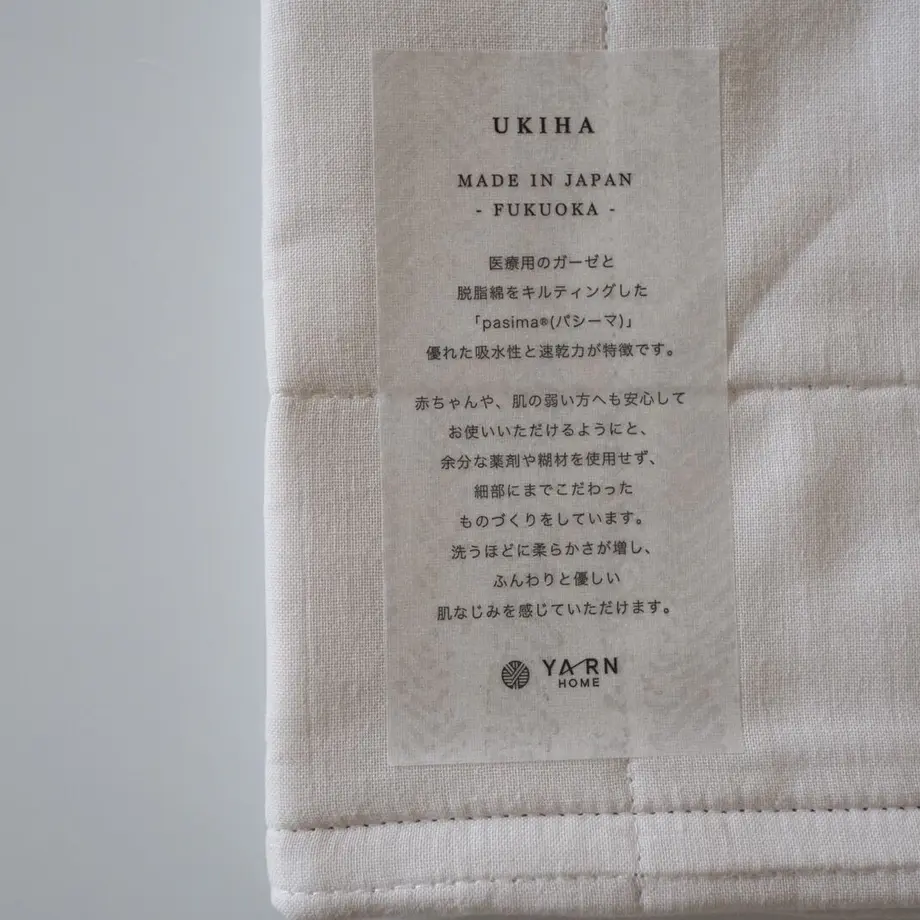 UKIHA
MADE IN JAPAN
- FUKUOKA -
医療用のガーゼと
脱脂綿をキルティングした
「pasima®(パシーマ)」
優れた吸水性と速乾力が特徴です。
赤ちゃんや、肌の弱い方へも安心して
お使いいただけるようにと、
余分な薬剤や糊材を使用せず、
細部にまでこだわった
ものづくりをしています。
洗うほどに柔らかさが増し、
ふんわりと優しい
肌なじみを感じていただけます。
YARN
HOME